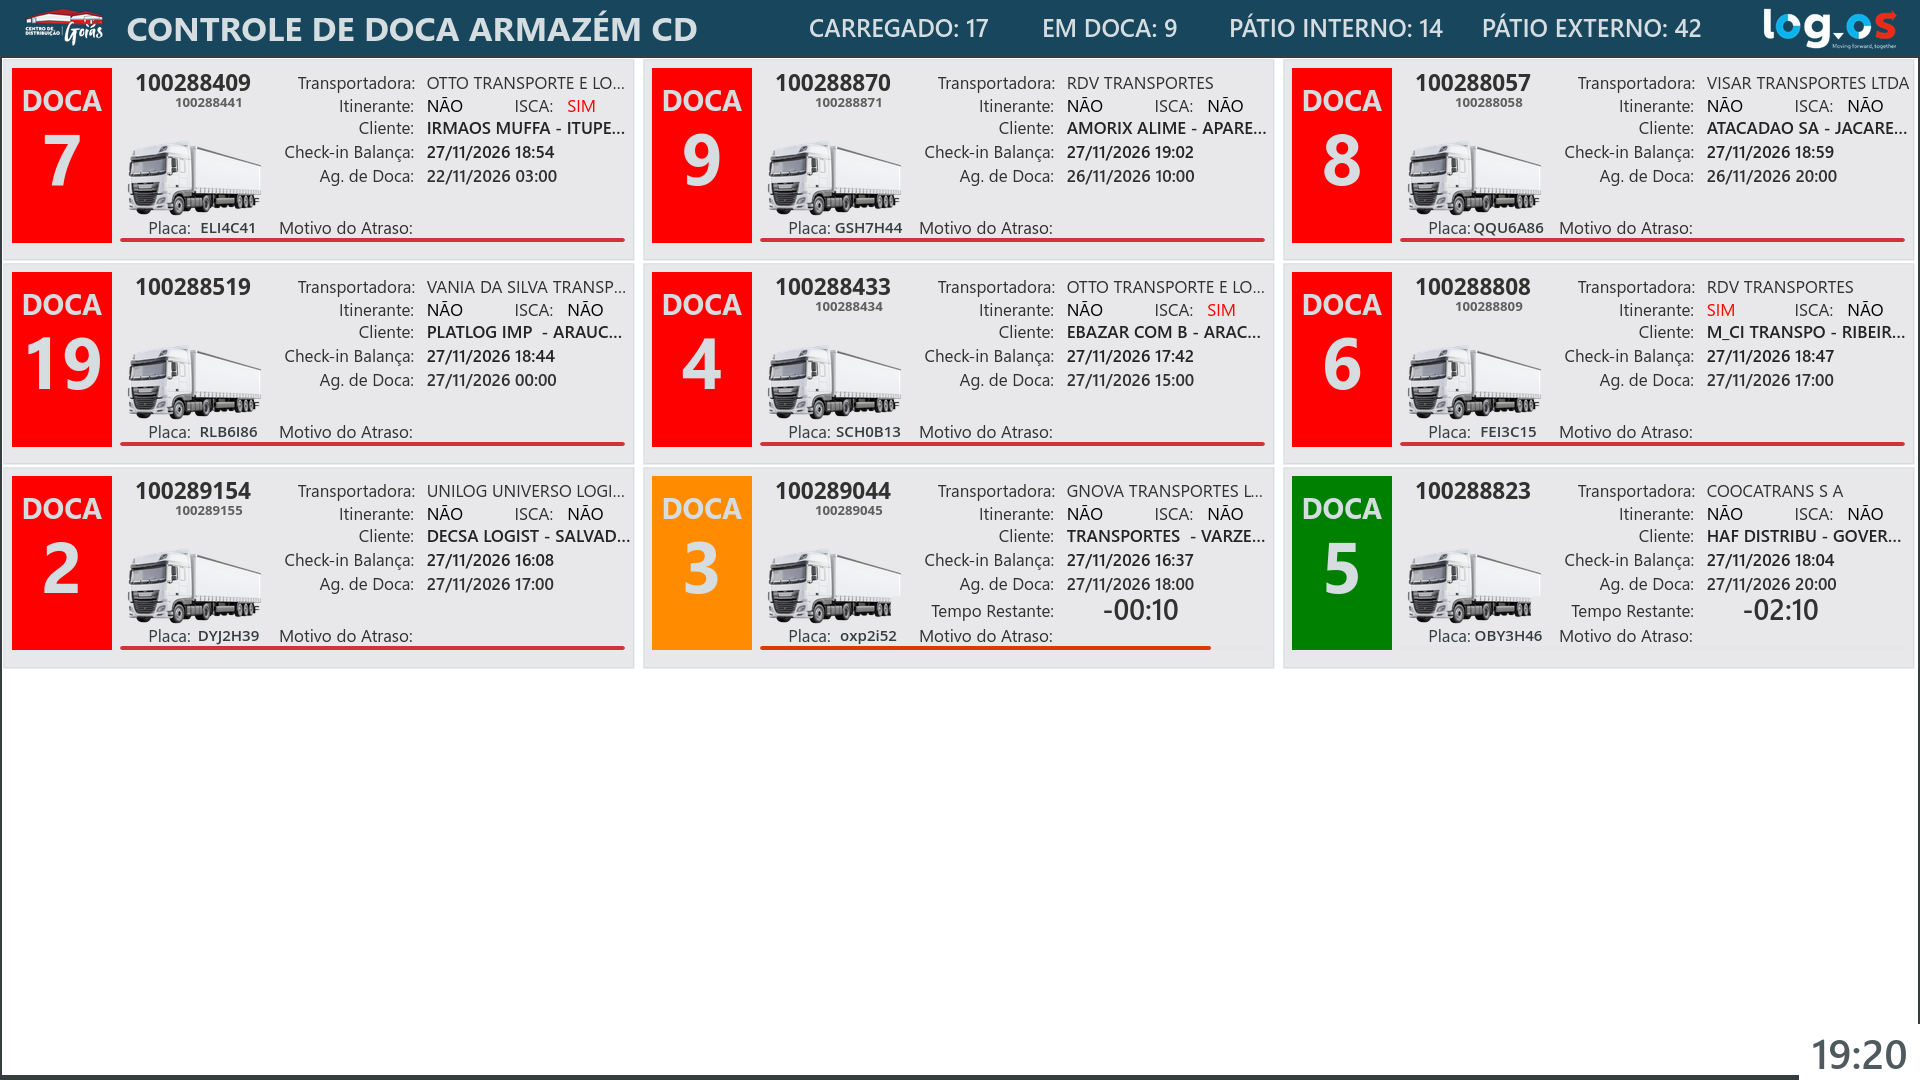 CENTRO DE DISTRIBUIÇÃO Goiás
CONTROLE DE DOCA ARMAZÉM CD
CARREGADO: 17 EM DOCA: 9 PÁTIO INTERNO: 14 PÁTIO EXTERNO: 42
log.os
Moving forward, together
DOCA
7
100288409
100288441
Transportadora: OTTO TRANSPORTE E LO...
Itinerante: NÃO ISCA: SIM
Cliente: IRMAOS MUFFA - ITUPE...
Check-in Balança: 27/11/2026 18:54
Ag. de Doca: 22/11/2026 03:00
Placa: ELI4C41 Motivo do Atraso:
DOCA
9
100288870
100288871
Transportadora: RDV TRANSPORTES
Itinerante: NÃO ISCA: NÃO
Cliente: AMORIX ALIME - APARE...
Check-in Balança: 27/11/2026 19:02
Ag. de Doca: 26/11/2026 10:00
Placa: GSH7H44 Motivo do Atraso:
DOCA
8
100288057
100288058
Transportadora: VISAR TRANSPORTES LTDA
Itinerante: NÃO ISCA: NÃO
Cliente: ATACADAO SA - JACARE...
Check-in Balança: 27/11/2026 18:59
Ag. de Doca: 26/11/2026 20:00
Placa: QQU6A86 Motivo do Atraso:
DOCA
19
100288519
Transportadora: VANIA DA SILVA TRANSP...
Itinerante: NÃO ISCA: NÃO
Cliente: PLATLOG IMP - ARAUC...
Check-in Balança: 27/11/2026 18:44
Ag. de Doca: 27/11/2026 00:00
Placa: RLB6I86 Motivo do Atraso:
DOCA
4
100288433
100288434
Transportadora: OTTO TRANSPORTE E LO...
Itinerante: NÃO ISCA: SIM
Cliente: EBAZAR COM B - ARAC...
Check-in Balança: 27/11/2026 17:42
Ag. de Doca: 27/11/2026 15:00
Placa: SCH0B13 Motivo do Atraso:
DOCA
6
100288808
100288809
Transportadora: RDV TRANSPORTES
Itinerante: SIM ISCA: NÃO
Cliente: M_CI TRANSPO - RIBEIR...
Check-in Balança: 27/11/2026 18:47
Ag. de Doca: 27/11/2026 17:00
Placa: FEI3C15 Motivo do Atraso:
DOCA
2
100289154
100289155
Transportadora: UNILOG UNIVERSO LOGI...
Itinerante: NÃO ISCA: NÃO
Cliente: DECSA LOGIST - SALVAD...
Check-in Balança: 27/11/2026 16:08
Ag. de Doca: 27/11/2026 17:00
Placa: DYJ2H39 Motivo do Atraso:
DOCA
3
100289044
100289045
Transportadora: GNOVA TRANSPORTES L...
Itinerante: NÃO ISCA: NÃO
Cliente: TRANSPORTES - VARZE...
Check-in Balança: 27/11/2026 16:37
Ag. de Doca: 27/11/2026 18:00
Tempo Restante: -00:10
Placa: oxp2i52 Motivo do Atraso:
DOCA
5
100288823
Transportadora: COOCATRANS S A
Itinerante: NÃO ISCA: NÃO
Cliente: HAF DISTRIBU - GOVER...
Check-in Balança: 27/11/2026 18:04
Ag. de Doca: 27/11/2026 20:00
Tempo Restante: -02:10
Placa: OBY3H46 Motivo do Atraso:
19:20